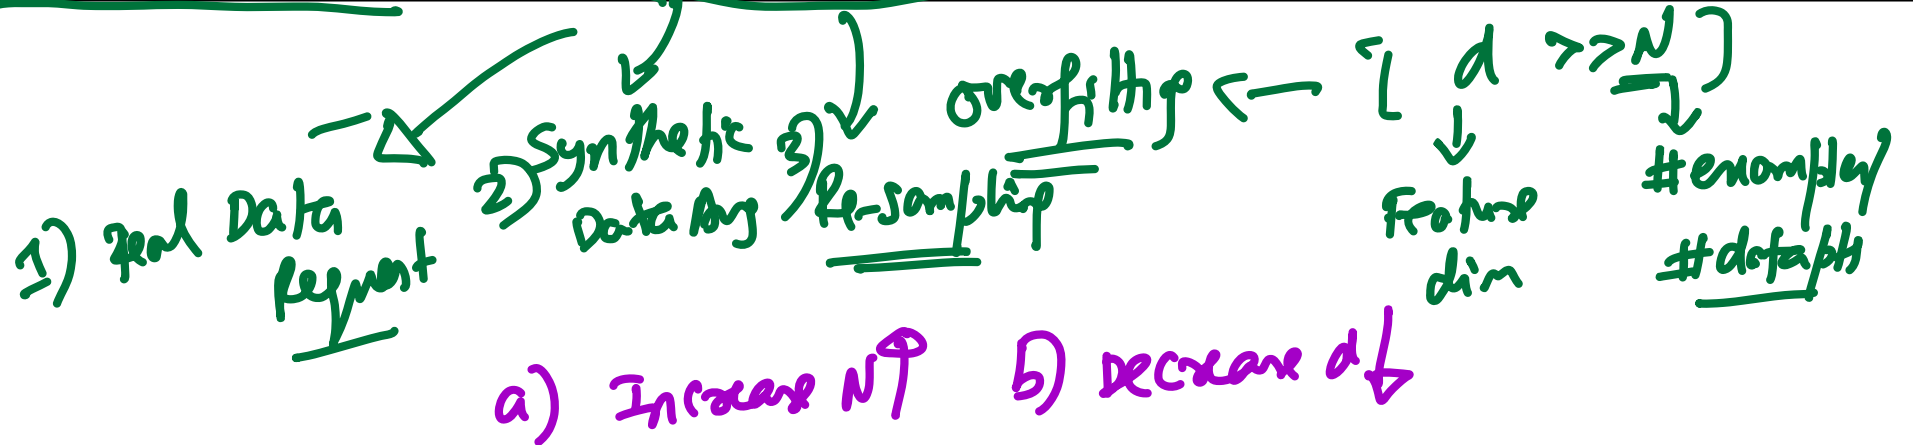 1) Real Data
Request
2) Synthetic
Data Aug
3) Re-sampling
Overfitting ← [ d >> N ]
Feature
dim
#examples
#datapts
a) Increase N↑ b) Decrease d↓